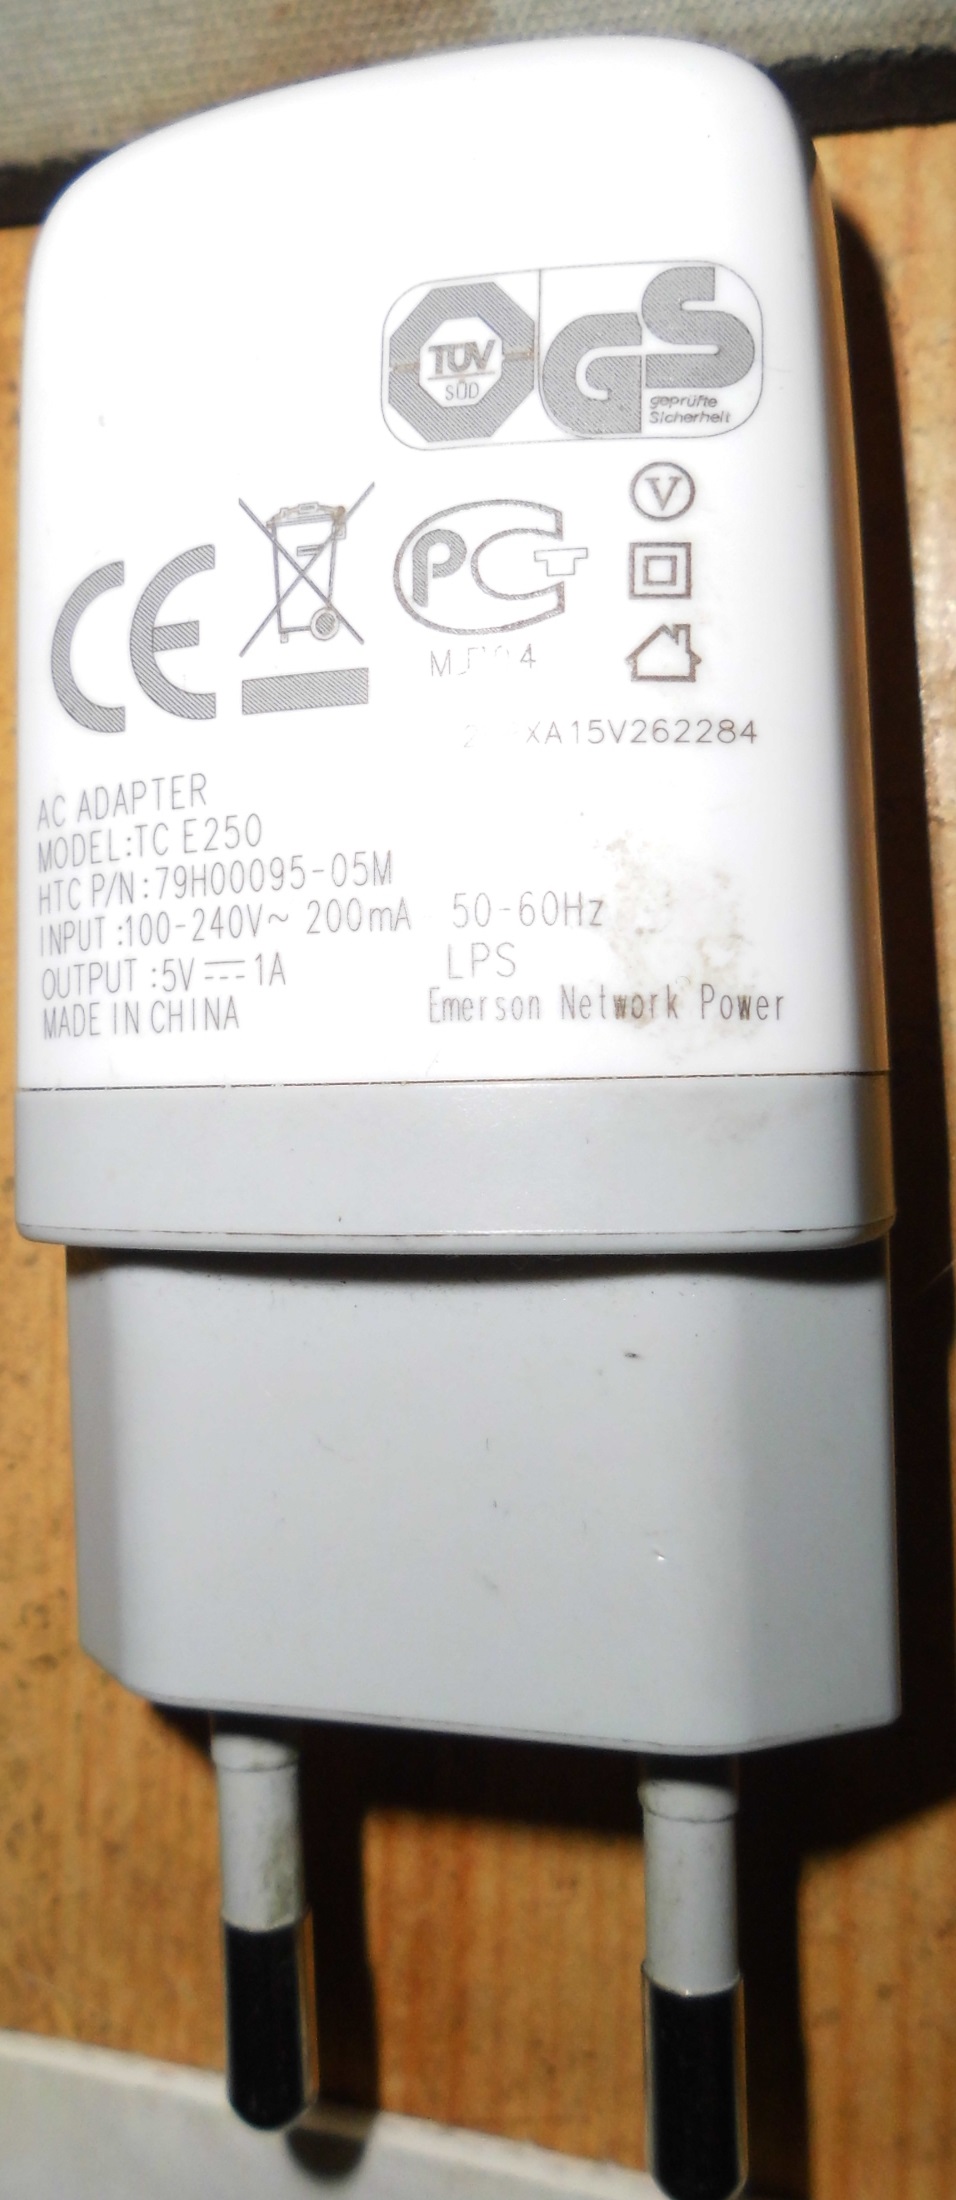 TÜV
SÜD
GS
geprüfte
Sicherheit
V
CE
PCT
XA15V262284
AC ADAPTER
MODEL:TC E250
HTC P/N:79H00095-05M
INPUT:100-240V~ 200mA 50-60Hz
OUTPUT:5V⎓1A LPS
MADE IN CHINA Emerson Network Power